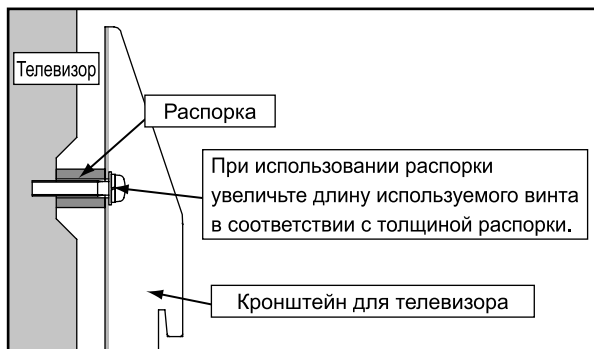 Телевизор
Распорка
При использовании распорки
увеличьте длину используемого винта
в соответствии с толщиной распорки.
Кронштейн для телевизора